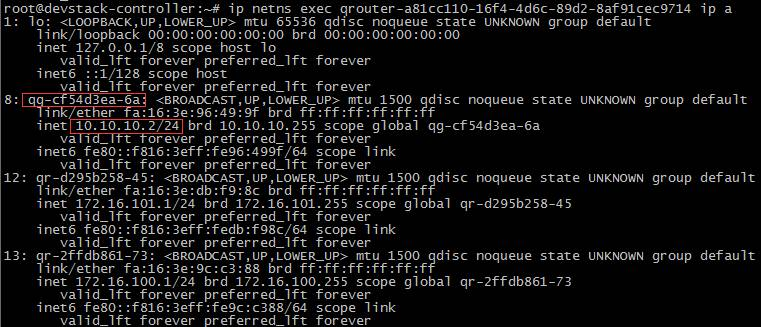 root@devstack-controller:~# ip netns exec qrouter-a81cc110-16f4-4d6c-89d2-8af91cec9714 ip a
1: lo: <LOOPBACK,UP,LOWER_UP> mtu 65536 qdisc noqueue state UNKNOWN group default
link/loopback 00:00:00:00:00:00 brd 00:00:00:00:00:00
inet 127.0.0.1/8 scope host lo
valid_lft forever preferred_lft forever
inet6 ::1/128 scope host
valid_lft forever preferred_lft forever
8: qg-cf54d3ea-6a: <BROADCAST,UP,LOWER_UP> mtu 1500 qdisc noqueue state UNKNOWN group default
link/ether fa:16:3e:96:49:9f brd ff:ff:ff:ff:ff:ff
inet 10.10.10.2/24 brd 10.10.10.255 scope global qg-cf54d3ea-6a
valid_lft forever preferred_lft forever
inet6 fe80::f816:3eff:fe96:499f/64 scope link
valid_lft forever preferred_lft forever
12: qr-d295b258-45: <BROADCAST,UP,LOWER_UP> mtu 1500 qdisc noqueue state UNKNOWN group default
link/ether fa:16:3e:db:f9:8c brd ff:ff:ff:ff:ff:ff
inet 172.16.101.1/24 brd 172.16.101.255 scope global qr-d295b258-45
valid_lft forever preferred_lft forever
inet6 fe80::f816:3eff:fedb:f98c/64 scope link
valid_lft forever preferred_lft forever
13: qr-2ffdb861-73: <BROADCAST,UP,LOWER_UP> mtu 1500 qdisc noqueue state UNKNOWN group default
link/ether fa:16:3e:9c:c3:88 brd ff:ff:ff:ff:ff:ff
inet 172.16.100.1/24 brd 172.16.100.255 scope global qr-2ffdb861-73
valid_lft forever preferred_lft forever
inet6 fe80::f816:3eff:fe9c:c388/64 scope link
valid_lft forever preferred_lft forever